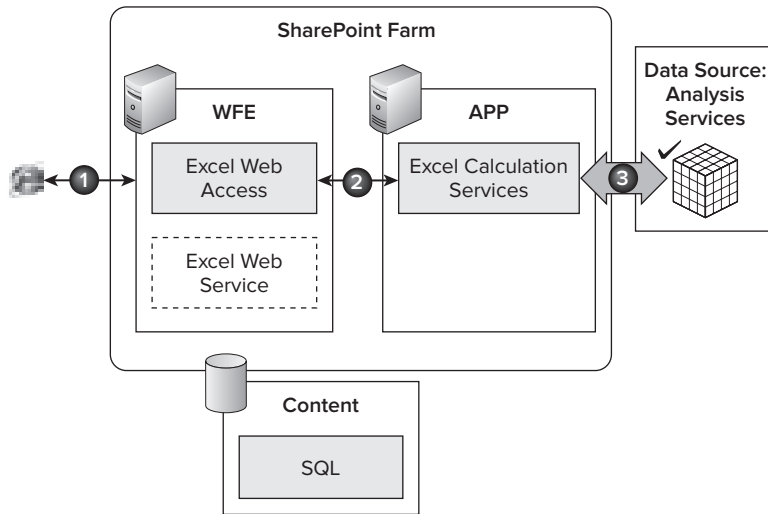 SharePoint Farm
WFE
Excel Web
Access
Excel Web
Service
APP
Excel Calculation
Services
Data Source:
Analysis
Services
1
2
3
Content
SQL